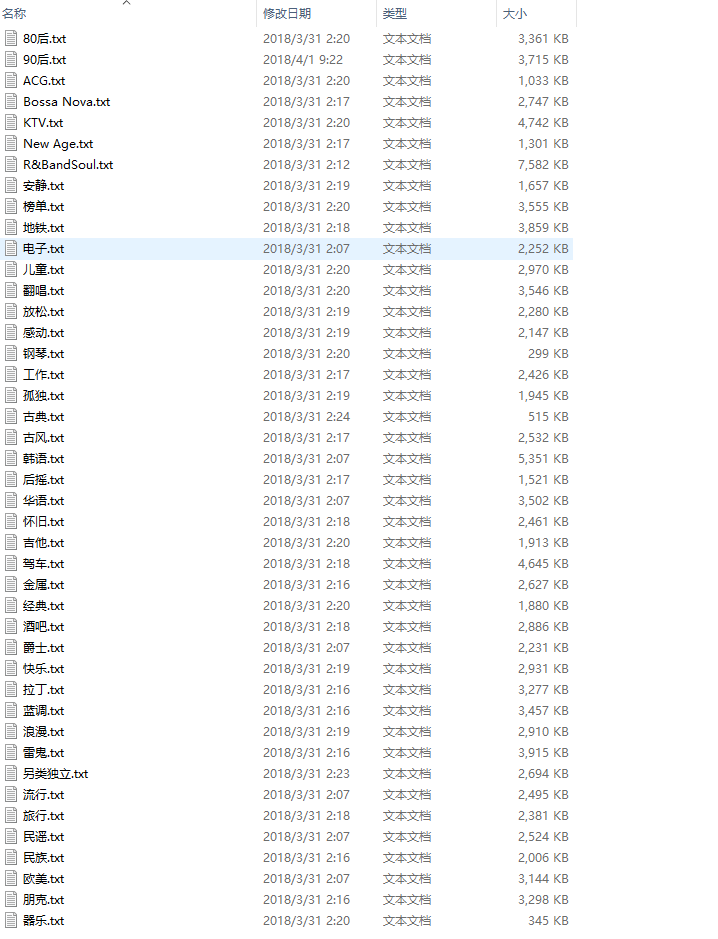 名称 修改日期 类型 大小
80后.txt 2018/3/31 2:20 文本文档 3,361 KB
90后.txt 2018/4/1 9:22 文本文档 3,715 KB
ACG.txt 2018/3/31 2:20 文本文档 1,033 KB
Bossa Nova.txt 2018/3/31 2:17 文本文档 2,747 KB
KTV.txt 2018/3/31 2:20 文本文档 4,742 KB
New Age.txt 2018/3/31 2:17 文本文档 1,301 KB
R&BandSoul.txt 2018/3/31 2:12 文本文档 7,582 KB
安静.txt 2018/3/31 2:19 文本文档 1,657 KB
榜单.txt 2018/3/31 2:20 文本文档 3,555 KB
地铁.txt 2018/3/31 2:18 文本文档 3,859 KB
电子.txt 2018/3/31 2:07 文本文档 2,252 KB
儿童.txt 2018/3/31 2:20 文本文档 2,970 KB
翻唱.txt 2018/3/31 2:20 文本文档 3,546 KB
放松.txt 2018/3/31 2:19 文本文档 2,280 KB
感动.txt 2018/3/31 2:19 文本文档 2,147 KB
钢琴.txt 2018/3/31 2:20 文本文档 299 KB
工作.txt 2018/3/31 2:17 文本文档 2,426 KB
孤独.txt 2018/3/31 2:19 文本文档 1,945 KB
古典.txt 2018/3/31 2:24 文本文档 515 KB
古风.txt 2018/3/31 2:17 文本文档 2,532 KB
韩语.txt 2018/3/31 2:07 文本文档 5,351 KB
后摇.txt 2018/3/31 2:17 文本文档 1,521 KB
华语.txt 2018/3/31 2:07 文本文档 3,502 KB
怀旧.txt 2018/3/31 2:18 文本文档 2,461 KB
吉他.txt 2018/3/31 2:20 文本文档 1,913 KB
驾车.txt 2018/3/31 2:18 文本文档 4,645 KB
金属.txt 2018/3/31 2:16 文本文档 2,627 KB
经典.txt 2018/3/31 2:20 文本文档 1,880 KB
酒吧.txt 2018/3/31 2:18 文本文档 2,886 KB
爵士.txt 2018/3/31 2:07 文本文档 2,231 KB
快乐.txt 2018/3/31 2:19 文本文档 2,931 KB
拉丁.txt 2018/3/31 2:16 文本文档 3,277 KB
蓝调.txt 2018/3/31 2:16 文本文档 3,457 KB
浪漫.txt 2018/3/31 2:19 文本文档 2,910 KB
雷鬼.txt 2018/3/31 2:16 文本文档 3,915 KB
另类独立.txt 2018/3/31 2:23 文本文档 2,694 KB
流行.txt 2018/3/31 2:07 文本文档 2,495 KB
旅行.txt 2018/3/31 2:18 文本文档 2,381 KB
民谣.txt 2018/3/31 2:07 文本文档 2,524 KB
民族.txt 2018/3/31 2:16 文本文档 2,006 KB
欧美.txt 2018/3/31 2:07 文本文档 3,144 KB
朋克.txt 2018/3/31 2:16 文本文档 3,298 KB
器乐.txt 2018/3/31 2:20 文本文档 345 KB